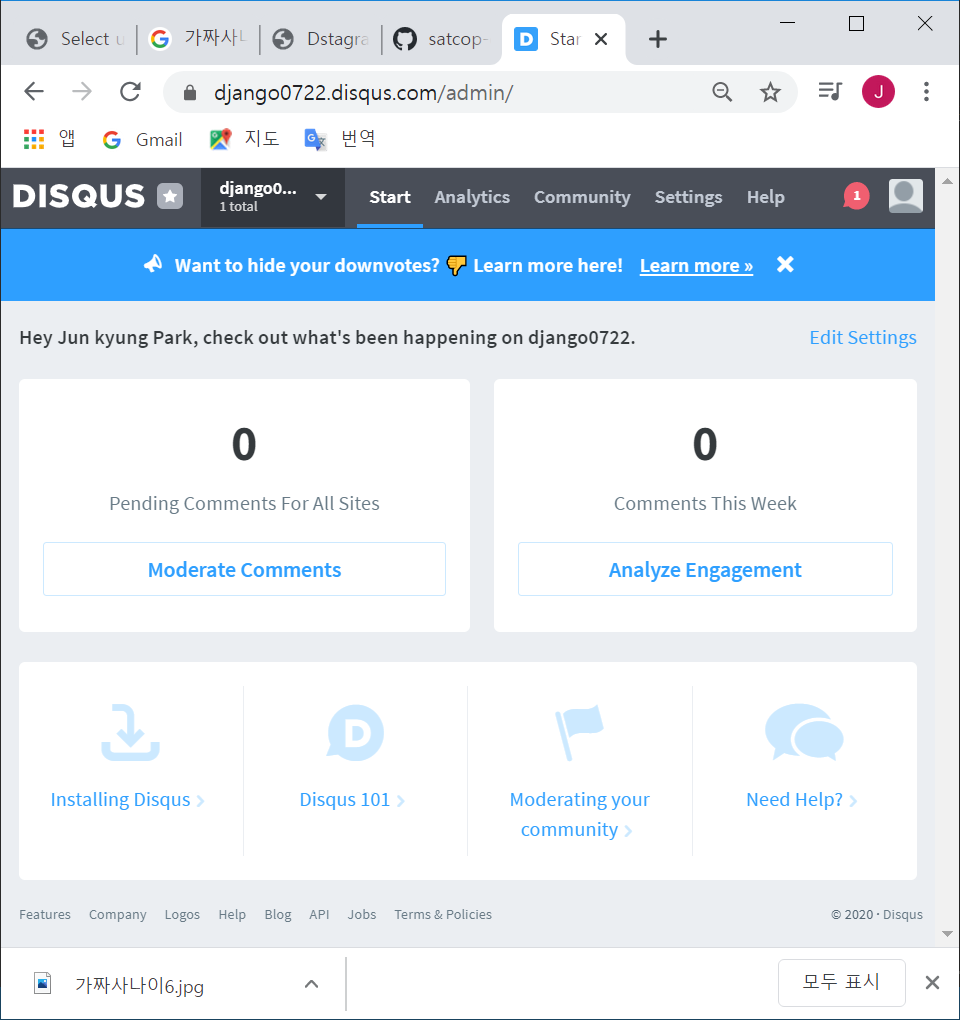 Select u
가짜사나
Dstagra
satcop-
Star
django0722.disqus.com/admin/
J
앱
Gmail
지도
번역
DISQUS
django0...
1 total
Start
Analytics
Community
Settings
Help
1
Want to hide your downvotes? 👎 Learn more here! Learn more »
Hey Jun kyung Park, check out what's been happening on django0722.
Edit Settings
0
Pending Comments For All Sites
Moderate Comments
0
Comments This Week
Analyze Engagement
Installing Disqus
Disqus 101
Moderating your
community
Need Help?
Features Company Logos Help Blog API Jobs Terms & Policies
© 2020 · Disqus
가짜사나이6.jpg
모두 표시